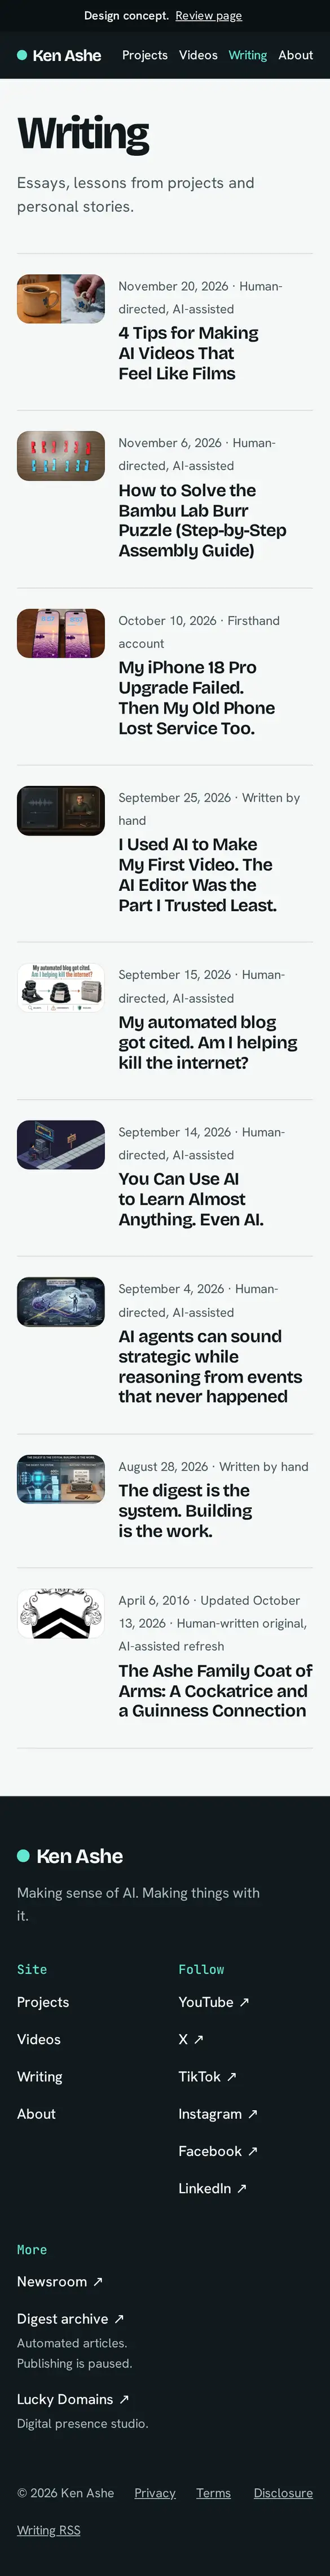 Design concept. Review page
Ken Ashe Projects Videos Writing About
Writing
Essays, lessons from projects and
personal stories.
November 20, 2026 · Human-
directed, AI-assisted
4 Tips for Making
AI Videos That
Feel Like Films
November 6, 2026 · Human-
directed, AI-assisted
How to Solve the
Bambu Lab Burr
Puzzle (Step-by-Step
Assembly Guide)
October 10, 2026 · Firsthand
account
My iPhone 18 Pro
Upgrade Failed.
Then My Old Phone
Lost Service Too.
September 25, 2026 · Written by
hand
I Used AI to Make
My First Video. The
AI Editor Was the
Part I Trusted Least.
My automated blog got cited.
Am I helping kill the internet?
September 15, 2026 · Human-
directed, AI-assisted
My automated blog
got cited. Am I helping
kill the internet?
September 14, 2026 · Human-
directed, AI-assisted
You Can Use AI
to Learn Almost
Anything. Even AI.
September 4, 2026 · Human-
directed, AI-assisted
AI agents can sound
strategic while
reasoning from events
that never happened
August 28, 2026 · Written by hand
The digest is the
system. Building
is the work.
April 6, 2016 · Updated October
13, 2026 · Human-written original,
AI-assisted refresh
The Ashe Family Coat of
Arms: A Cockatrice and
a Guinness Connection
Ken Ashe
Making sense of AI. Making things with
it.
Site
Projects
Videos
Writing
About
Follow
YouTube ↗
X ↗
TikTok ↗
Instagram ↗
Facebook ↗
LinkedIn ↗
More
Newsroom ↗
Digest archive ↗
Automated articles.
Publishing is paused.
Lucky Domains ↗
Digital presence studio.
© 2026 Ken Ashe Privacy Terms Disclosure
Writing RSS